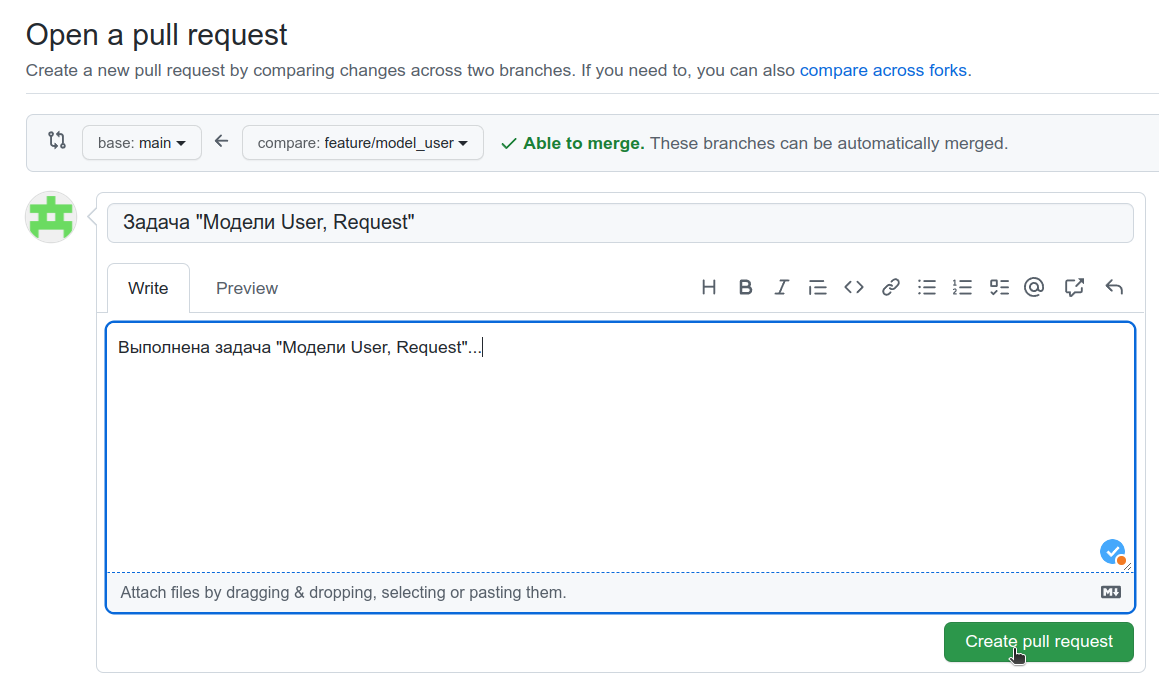 Open a pull request
Create a new pull request by comparing changes across two branches. If you need to, you can also compare across forks.
base: main compare: feature/model_user Able to merge. These branches can be automatically merged.
Задача "Модели User, Request"
Write Preview H B I @
Выполнена задача "Модели User, Request"...
Attach files by dragging & dropping, selecting or pasting them. M
Create pull request